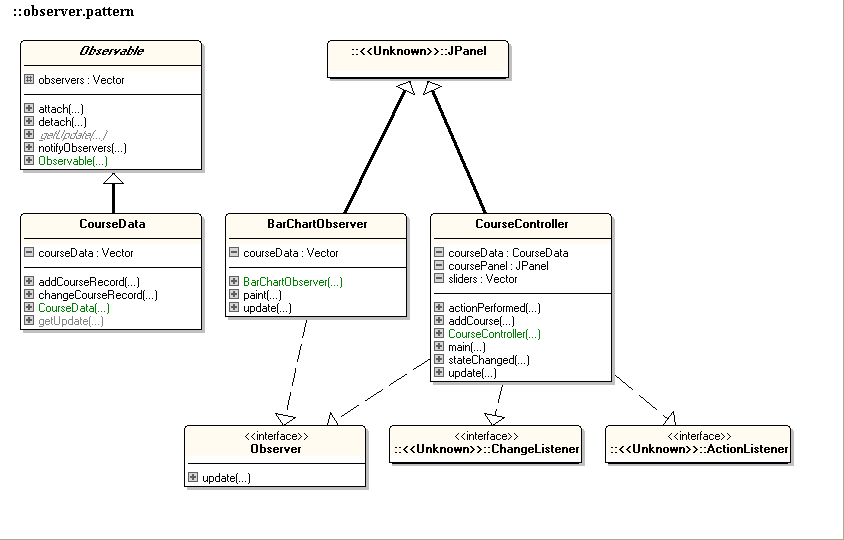 ::observer.pattern
Observable
observers : Vector
attach(...)
detach(...)
getUpdate(...)
notifyObservers(...)
Observable(...)
::<<Unknown>>::JPanel
CourseData
courseData : Vector
addCourseRecord(...)
changeCourseRecord(...)
CourseData(...)
getUpdate(...)
BarChartObserver
courseData : Vector
BarChartObserver(...)
paint(...)
update(...)
CourseController
courseData : CourseData
coursePanel : JPanel
sliders : Vector
actionPerformed(...)
addCourse(...)
CourseController(...)
main(...)
stateChanged(...)
update(...)
<<interface>>
Observer
update(...)
<<interface>>
::<<Unknown>>::ChangeListener
<<interface>>
::<<Unknown>>::ActionListener